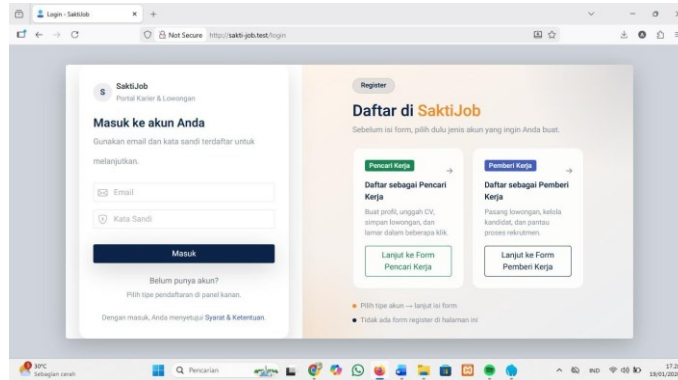 Login - SaktiJob
Not Secure http://sakti-job.test/login
S
SaktiJob
Portal Karier & Lowongan
Masuk ke akun Anda
Gunakan email dan kata sandi terdaftar untuk
melanjutkan.
Email
Kata Sandi
Masuk
Belum punya akun?
Pilih tipe pendaftaran di panel kanan.
Dengan masuk, Anda menyetujui Syarat & Ketentuan.
Register
Daftar di SaktiJob
Sebelum isi form, pilih dulu jenis akun yang ingin Anda buat.
Pencari Kerja
Daftar sebagai Pencari
Kerja
Buat profil, unggah CV,
simpan lowongan, dan
lamar dalam beberapa klik.
Lanjut ke Form
Pencari Kerja
Pemberi Kerja
Daftar sebagai Pemberi
Kerja
Pasang lowongan, kelola
kandidat, dan pantau
proses rekrutmen.
Lanjut ke Form
Pemberi Kerja
Pilih tipe akun → lanjut isi form
Tidak ada form register di halaman ini
30°C
Sebagian cerah
Pencarian
IND